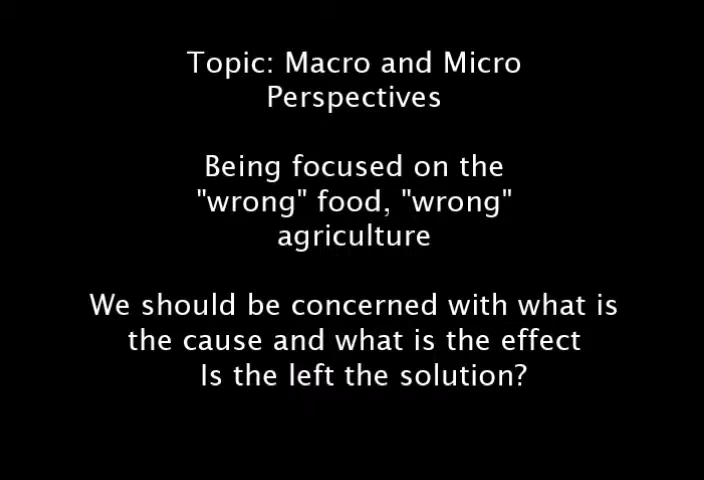 Topic: Macro and Micro
Perspectives
Being focused on the
"wrong" food, "wrong"
agriculture
We should be concerned with what is
the cause and what is the effect
Is the left the solution?